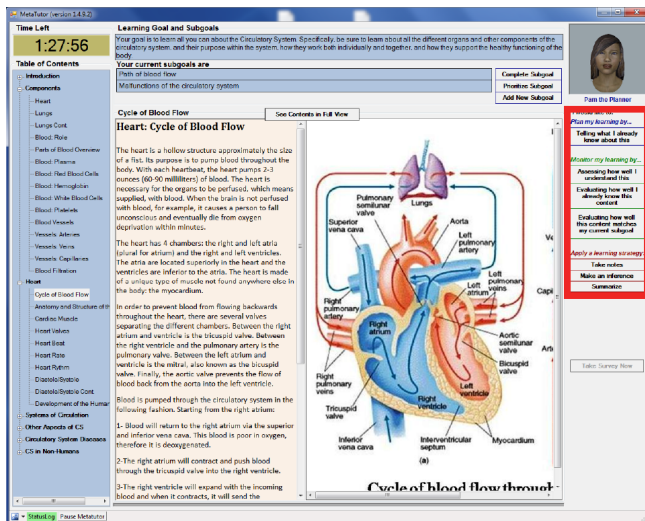 MetaTutor (version 1.4.9.2)
Time Left
1:27:56
Table of Contents
Introduction
Components
Heart
Lungs
Lungs Cont.
Blood: Role
Parts of Blood Overview
Blood: Plasma
Blood: Red Blood Cells
Blood: Hemoglobin
Blood: White Blood Cells
Blood: Platelets
Blood Vessels
Vessels: Arteries
Vessels: Veins
Vessels: Capillaries
Blood Filtration
Heart
Cycle of Blood Flow
Anatomy and Structure of th
Cardiac Muscle
Heart Valves
Heart Beat
Heart Rate
Heart Rythm
Diastole/Systole
Diastole/Systole Cont.
Development of the Human
Systems of Circulation
Other Aspects of CS
Circulatory System Diseases
CS in Non-Humans
Learning Goal and Subgoals
Your goal is to learn all you can about the Circulatory System. Specifically, be sure to learn about all the different organs and other components of the
circulatory system, and their purpose within the system, how they work both individually and together, and how they support the healthy functioning of the
body
Your current subgoals are
Path of blood flow
Malfunctions of the circulatory system
Complete Subgoal
Prioritize Subgoal
Add New Subgoal
Cycle of Blood Flow
See Contents in Full View
Heart: Cycle of Blood Flow
The heart is a hollow structure approximately the size
of a fist. Its purpose is to pump blood throughout the
body. With each heartbeat, the heart pumps 2-3
ounces (60-90 milliliters) of blood. The heart is
necessary for the organs to be perfused, which means
supplied, with blood. When the brain is not perfused
with blood, for example, it causes a person to fall
unconscious and eventually die from oxygen
deprivation within minutes.
The heart has 4 chambers: the right and left atria
(plural for atrium) and the right and left ventricles.
The atria are located superiorly in the heart and the
ventricles are inferior to the atria. The heart is made
of a unique type of muscle not found anywhere else in
the body: the myocardium.
In order to prevent blood from flowing backwards
throughout the heart, there are several valves
separating the different chambers. Between the right
atrium and ventricle is the tricuspid valve. Between
the right ventricle and the pulmonary artery is the
pulmonary valve. Between the left atrium and
ventricle is the mitral, also known as the bicuspid
valve. Finally, the aortic valve prevents the flow of
blood back from the aorta into the left ventricle.
Blood is pumped through the circulatory system in the
following fashion. Starting from the right atrium:
1- Blood will return to the right atrium via the superior
and inferior vena cava. This blood is poor in oxygen,
therefore it is deoxygenated.
2-The right atrium will contract and push blood
through the tricuspid valve into the right ventricle.
3-The right ventricle will expand with the incoming
blood and when it contracts, it will send the
Pulmonary
semilunar
valve
Lungs
Superior
vena cava
Aorta
Left
pulmonary
artery
Ve
Right
pulmonary
artery
Left
atrium
Left
pulmonary
veins
Capi
Right
atrium
Aortic
semilunar
valve
Art
Right
pulmonary
veins
Bicuspid
valve
Left
ventricle
Tricuspid
valve
Right
ventricle
Inferior
vena cava
Interventricular
septum
Myocardium
(a)
Cycle of blood flow through
Pam the Planner
Plan my learning by...
Telling what I already
know about this
Monitor my learning by...
Assessing how well I
understand this
Evaluating how well I
already know this
content
Evaluating how well
this content matches
my current subgoal
Apply a learning strategy
Take notes
Make an inference
Summarize
Take Survey Now
StatusLog Pause Metatutor